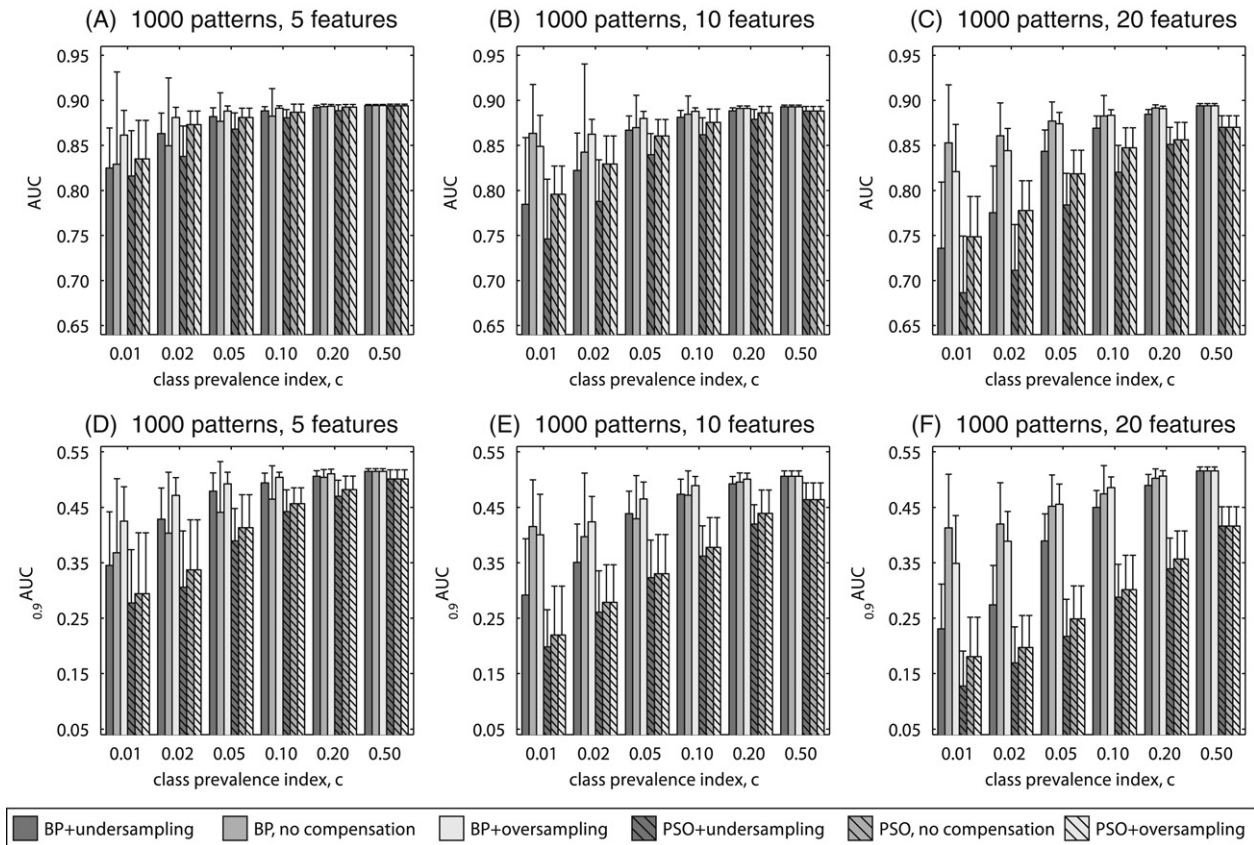 (A) 1000 patterns, 5 features
(B) 1000 patterns, 10 features
(C) 1000 patterns, 20 features
AUC
0.95
0.90
0.85
0.80
0.75
0.70
0.65
0.01 0.02 0.05 0.10 0.20 0.50
class prevalence index, c
AUC
0.95
0.90
0.85
0.80
0.75
0.70
0.65
0.01 0.02 0.05 0.10 0.20 0.50
class prevalence index, c
AUC
0.95
0.90
0.85
0.80
0.75
0.70
0.65
0.01 0.02 0.05 0.10 0.20 0.50
class prevalence index, c
(D) 1000 patterns, 5 features
(E) 1000 patterns, 10 features
(F) 1000 patterns, 20 features
0.9AUC
0.55
0.45
0.35
0.25
0.15
0.05
0.01 0.02 0.05 0.10 0.20 0.50
class prevalence index, c
0.9AUC
0.55
0.45
0.35
0.25
0.15
0.05
0.01 0.02 0.05 0.10 0.20 0.50
class prevalence index, c
0.9AUC
0.55
0.45
0.35
0.25
0.15
0.05
0.01 0.02 0.05 0.10 0.20 0.50
class prevalence index, c
BP+undersampling BP, no compensation BP+oversampling PSO+undersampling PSO, no compensation PSO+oversampling